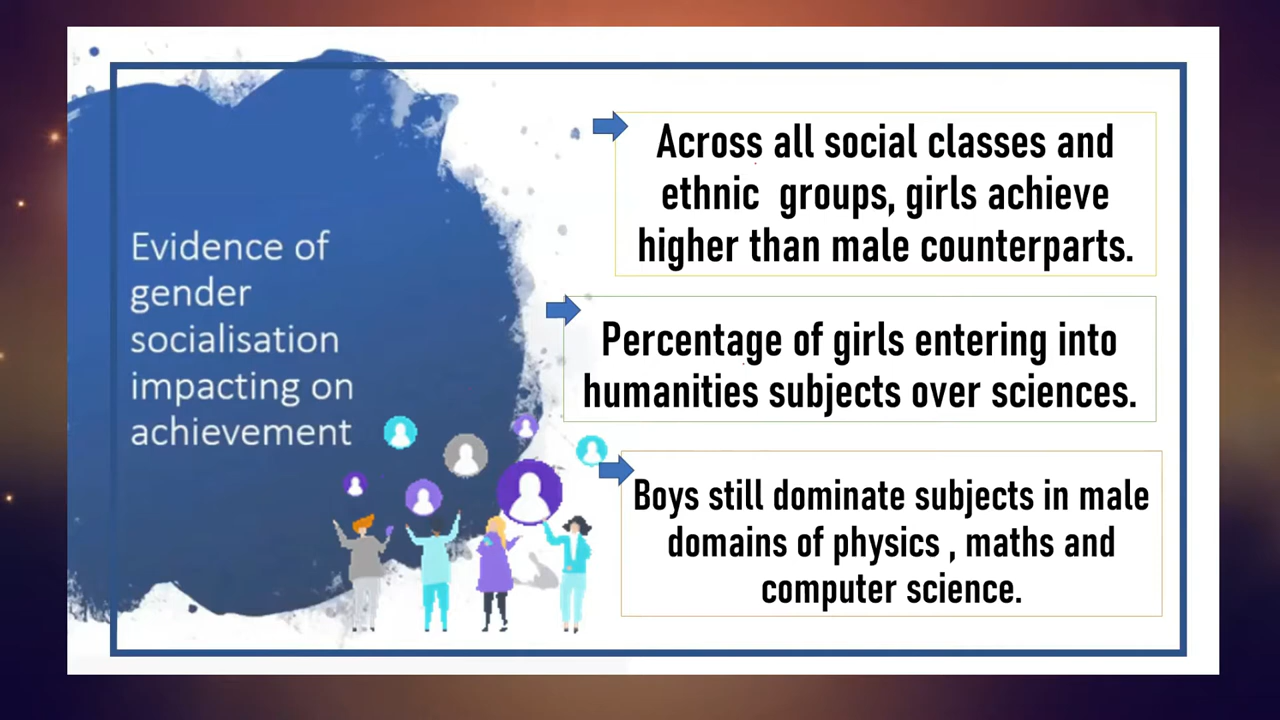 Evidence of
gender
socialisation
impacting on
achievement
Across all social classes and
ethnic groups, girls achieve
higher than male counterparts.
Percentage of girls entering into
humanities subjects over sciences.
Boys still dominate subjects in male
domains of physics , maths and
computer science.